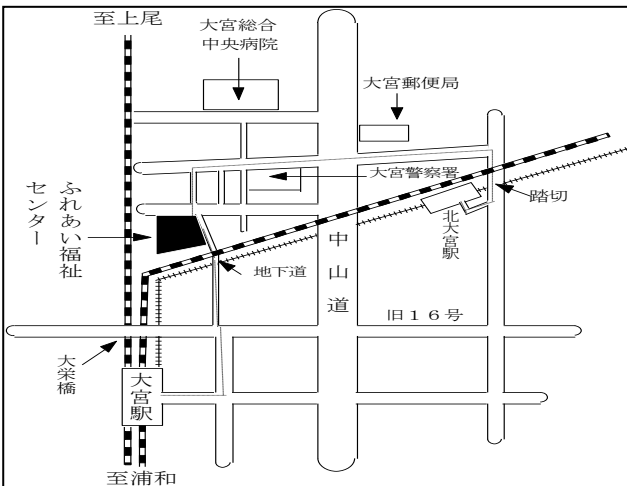 至上尾
大宮総合
中央病院
大宮郵便局
大宮警察署
ふれあい福祉
センター
踏切
北大宮駅
地下道
中山道
旧16号
大栄橋
大宮駅
至浦和